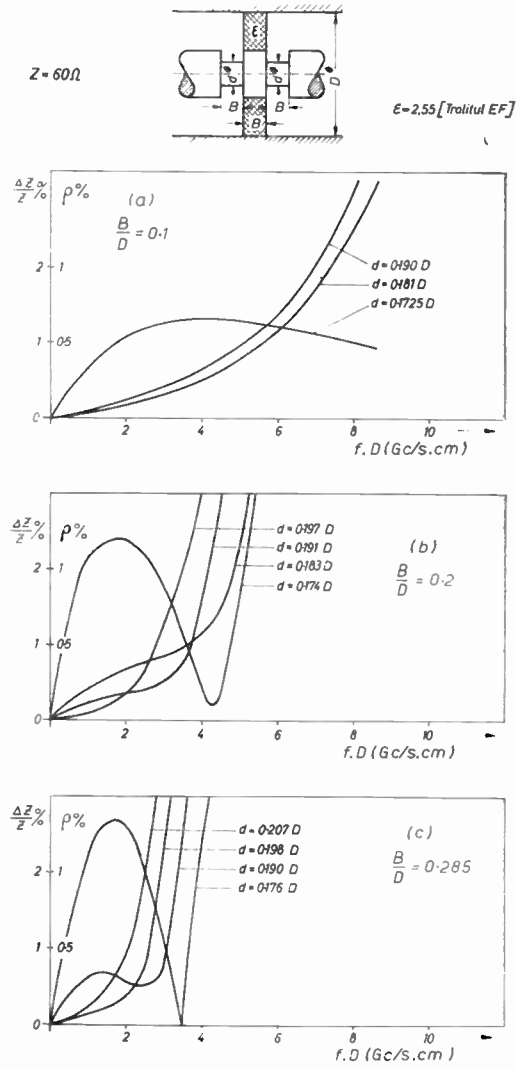 Z = 60Ω
ε
d
d
D
B
B
B
ε = 2,55 [Trolitul EF]
ΔZ/Z %
ρ%
(a)
B/D = 0·1
2
1
1
0·5
0
d = 0·190 D
d = 0·181 D
d = 0·1725 D
2 4 6 8 10
f.D (Gc/s.cm)
ΔZ/Z %
ρ%
(b)
B/D = 0·2
2
1
1
0·5
0
d = 0·197 D
d = 0·191 D
d = 0·183 D
d = 0·174 D
2 4 6 8 10
f.D (Gc/s.cm)
ΔZ/Z %
ρ%
(c)
B/D = 0·285
2
1
1
0·5
0
d = 0·207 D
d = 0·198 D
d = 0·190 D
d = 0·176 D
2 4 6 8 10
f.D (Gc/s.cm)